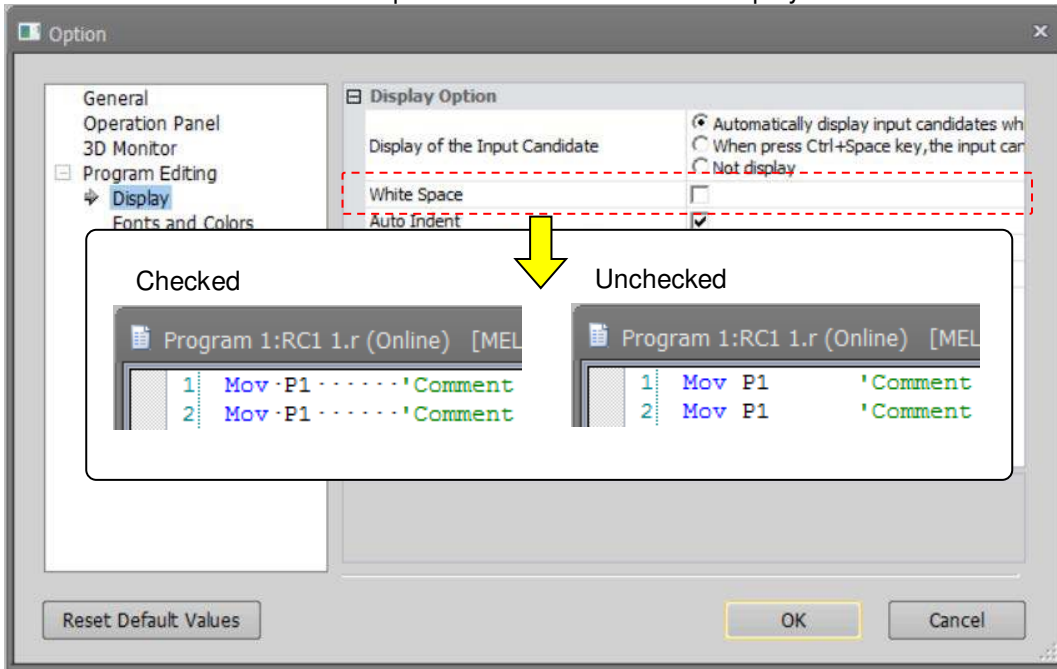 Option
General
Operation Panel
3D Monitor
Program Editing
Display
Fonts and Colors
Display Option
Display of the Input Candidate
Automatically display input candidates wh
When press Ctrl+Space key,the input can
Not display
White Space
Auto Indent
Checked
Program 1:RC1 1.r (Online) [MEL
1 Mov·P1······'Comment
2 Mov·P1······'Comment
Unchecked
Program 1:RC1 1.r (Online) [MEL
1 Mov P1      'Comment
2 Mov P1      'Comment
Reset Default Values
OK
Cancel